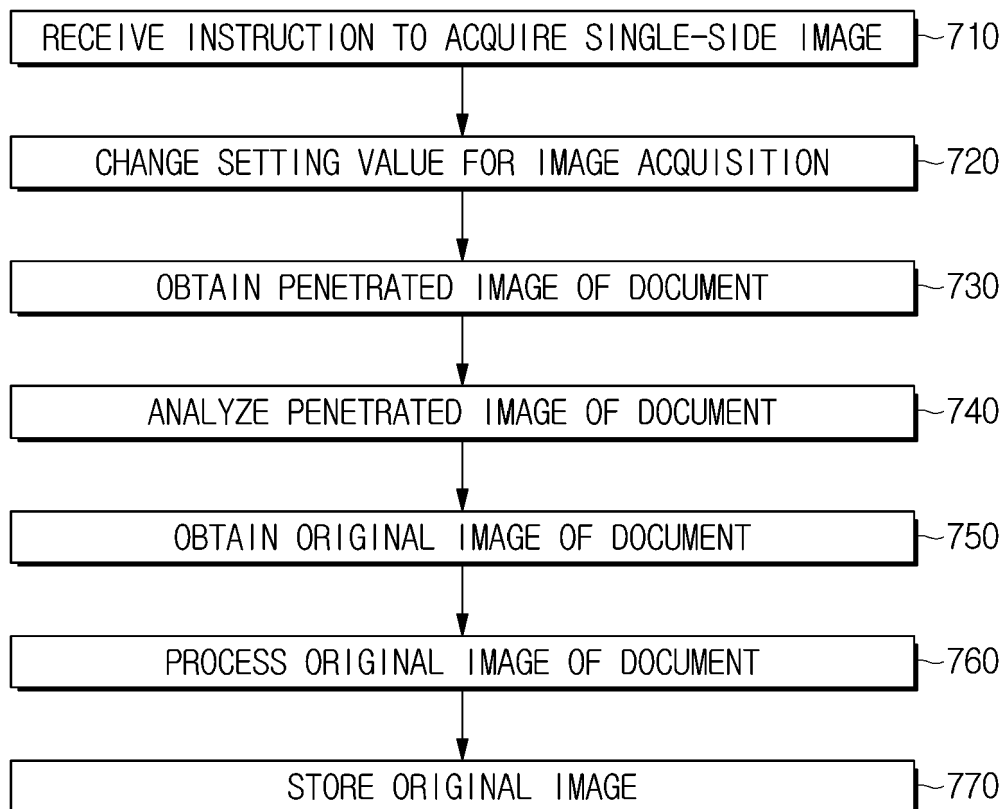 RECEIVE INSTRUCTION TO ACQUIRE SINGLE-SIDE IMAGE ~710
CHANGE SETTING VALUE FOR IMAGE ACQUISITION ~720
OBTAIN PENETRATED IMAGE OF DOCUMENT ~730
ANALYZE PENETRATED IMAGE OF DOCUMENT ~740
OBTAIN ORIGINAL IMAGE OF DOCUMENT ~750
PROCESS ORIGINAL IMAGE OF DOCUMENT ~760
STORE ORIGINAL IMAGE ~770